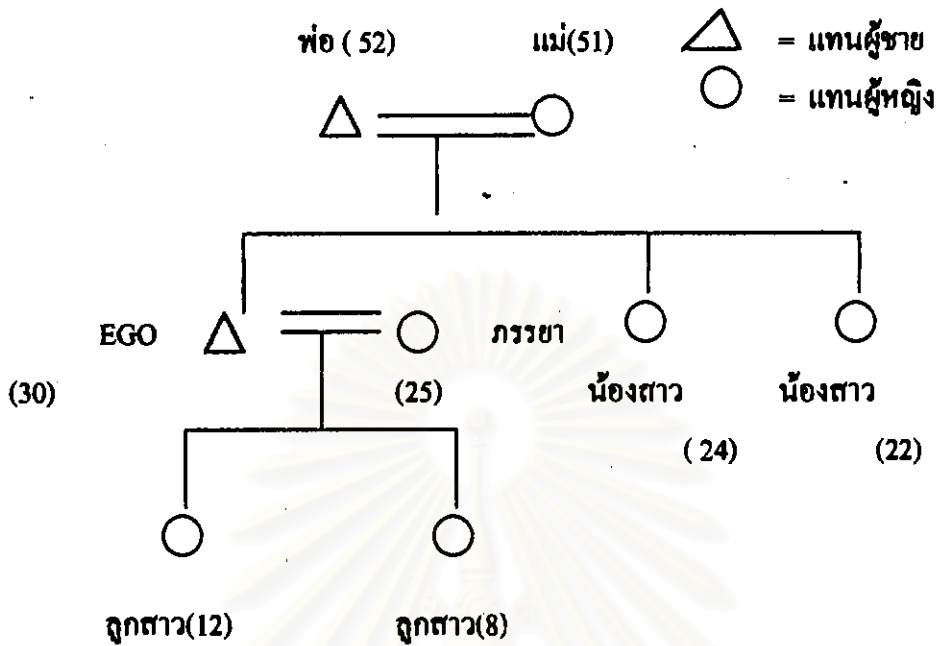 พ่อ ( 52) แม่(51) = แทนผู้ชาย
= แทนผู้หญิง
EGO ภรรยา
(30) (25) น้องสาว น้องสาว
( 24) (22)
ลูกสาว(12) ลูกสาว(8)